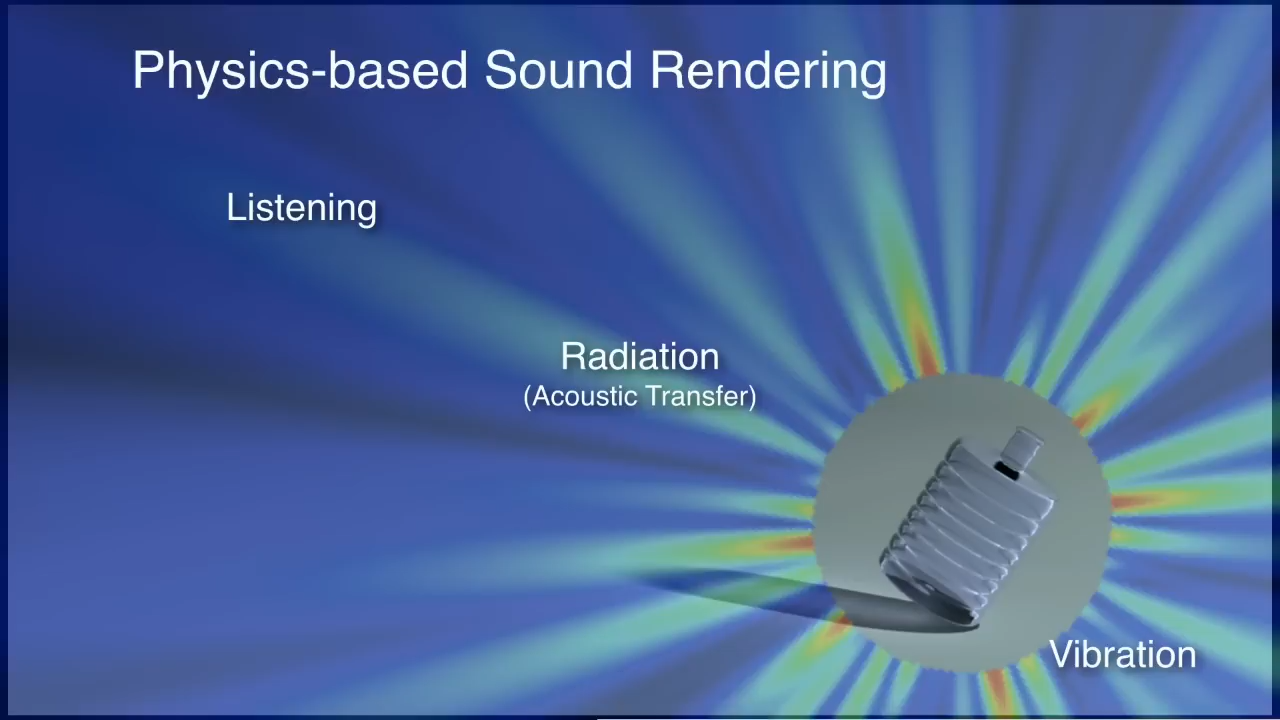 Physics-based Sound Rendering
Listening
Radiation
(Acoustic Transfer)
Vibration